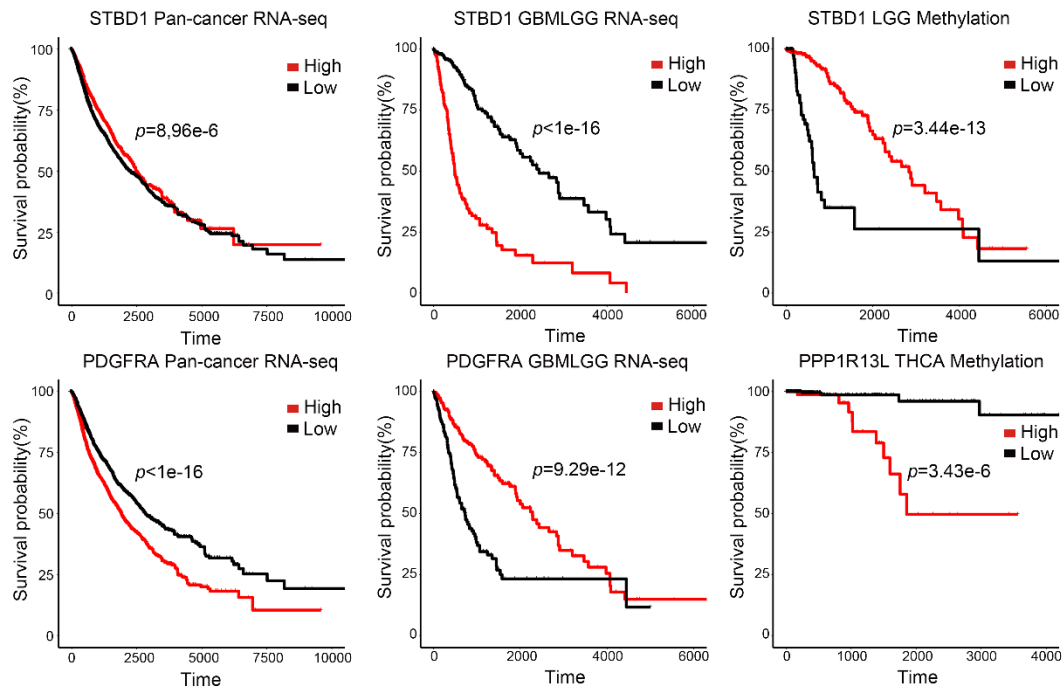 STBD1 Pan-cancer RNA-seq
Survival probability(%)
100
75
50
25
0
High
Low
p=8,96e-6
0 2500 5000 7500 10000
Time
STBD1 GBMLGG RNA-seq
Survival probability(%)
100
75
50
25
0
High
Low
p<1e-16
0 2000 4000 6000
Time
STBD1 LGG Methylation
Survival probability(%)
100
75
50
25
0
High
Low
p=3.44e-13
0 2000 4000 6000
Time
PDGFRA Pan-cancer RNA-seq
Survival probability(%)
100
75
50
25
0
High
Low
p<1e-16
0 2500 5000 7500 10000
Time
PDGFRA GBMLGG RNA-seq
Survival probability(%)
100
75
50
25
0
High
Low
p=9.29e-12
0 2000 4000 6000
Time
PPP1R13L THCA Methylation
Survival probability(%)
100
75
50
25
0
High
Low
p=3.43e-6
0 1000 2000 3000 4000
Time